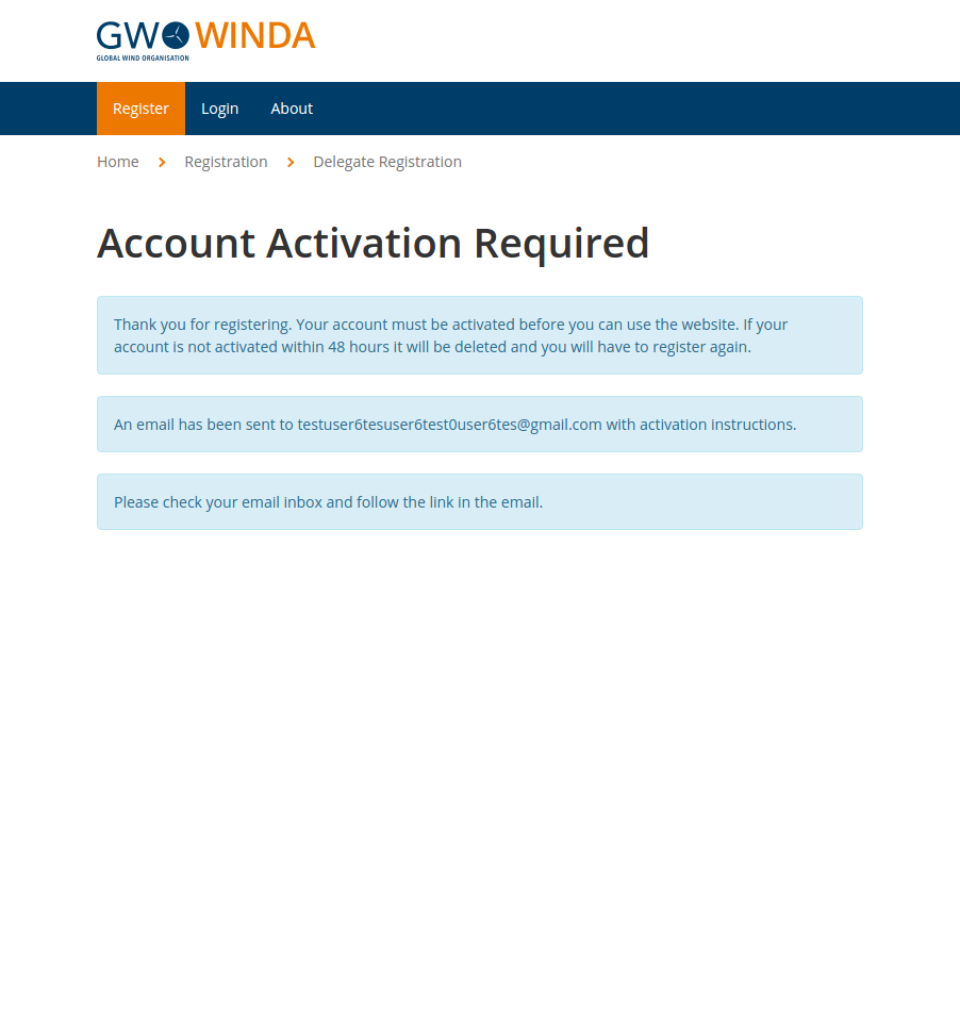 GWO WINDA
GLOBAL WIND ORGANISATION
Register Login About
Home Registration Delegate Registration
Account Activation Required
Thank you for registering. Your account must be activated before you can use the website. If your
account is not activated within 48 hours it will be deleted and you will have to register again.
An email has been sent to testuser6tesuser6test0user6tes@gmail.com with activation instructions.
Please check your email inbox and follow the link in the email.